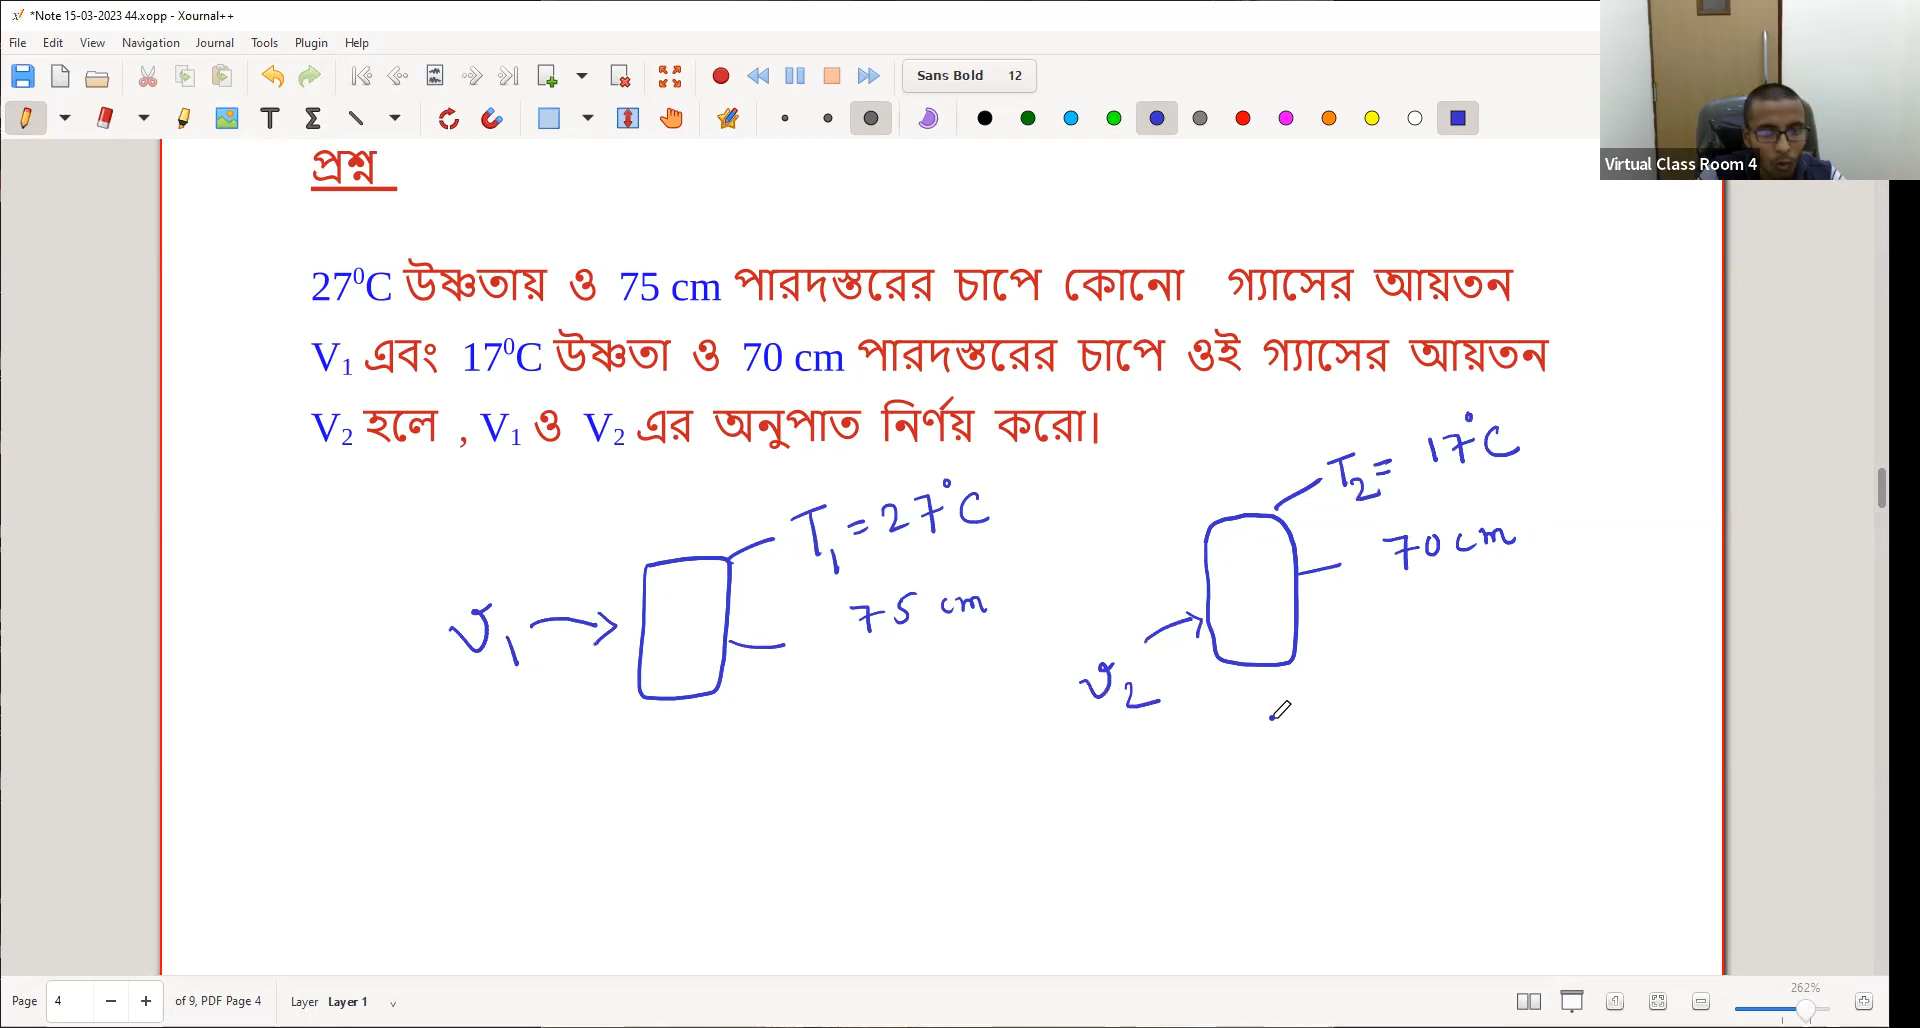 *Note 15-03-2023 44.xopp - Xournal++
File Edit View Navigation Journal Tools Plugin Help
Sans Bold 12
Virtual Class Room 4
প্রশ্ন
27⁰C উষ্ণতায় ও 75 cm পারদস্তরের চাপে কোনো গ্যাসের আয়তন
V₁ এবং 17⁰C উষ্ণতা ও 70 cm পারদস্তরের চাপে ওই গ্যাসের আয়তন
V₂ হলে , V₁ ও V₂ এর অনুপাত নির্ণয় করো।
T₁ = 27°C
75 cm
V₁
T₂ = 17°C
70 cm
V₂
Page 4 of 9, PDF Page 4 Layer Layer 1
262%